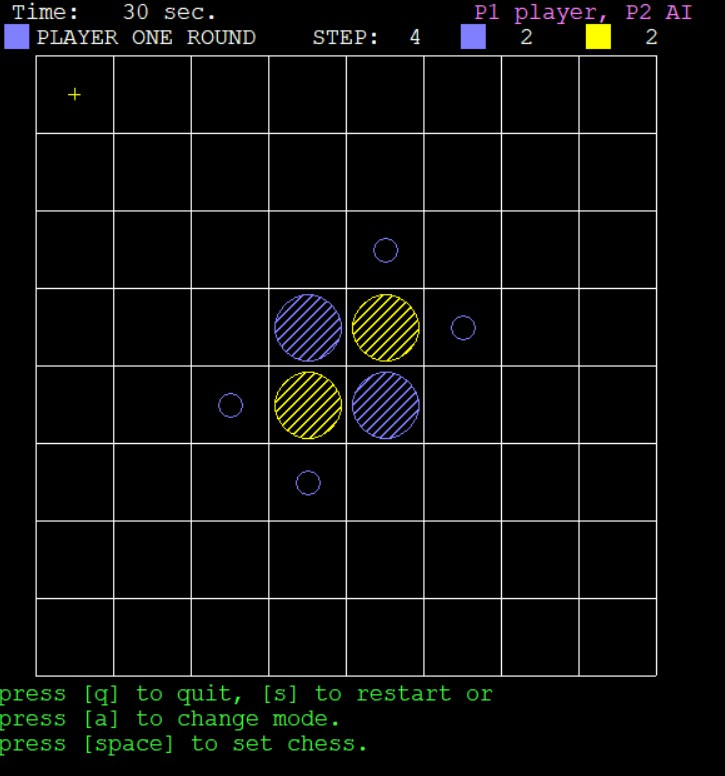 Time: 30 sec. P1 player, P2 AI
PLAYER ONE ROUND STEP: 4 2 2
press [q] to quit, [s] to restart or
press [a] to change mode.
press [space] to set chess.